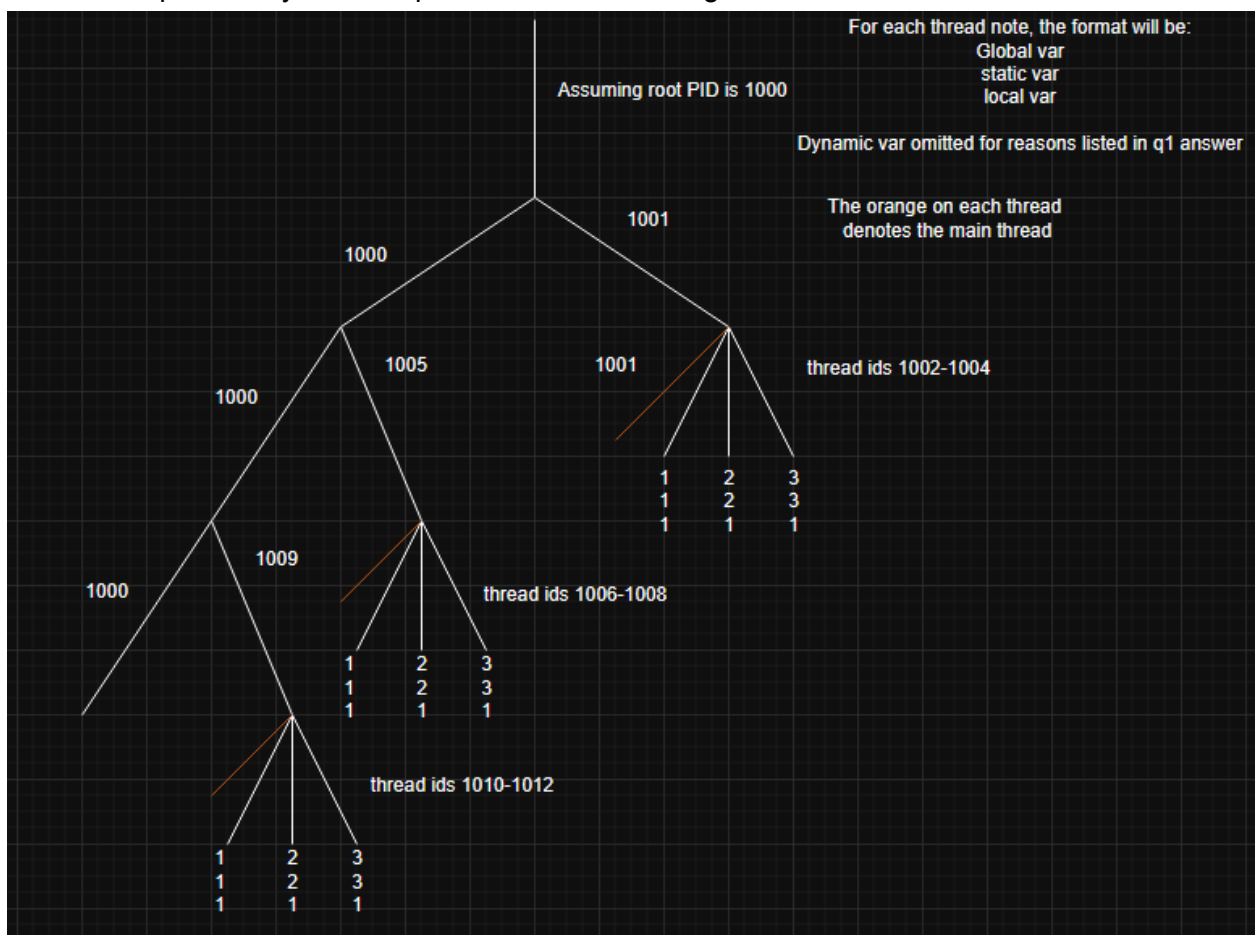 For each thread note, the format will be:
Global var
static var
local var
Assuming root PID is 1000
Dynamic var omitted for reasons listed in q1 answer
The orange on each thread
denotes the main thread
1001
1000
1005
1001
thread ids 1002-1004
1000
1 2 3
1 2 3
1 1 1
1009
1000
thread ids 1006-1008
1 2 3
1 2 3
1 1 1
thread ids 1010-1012
1 2 3
1 2 3
1 1 1